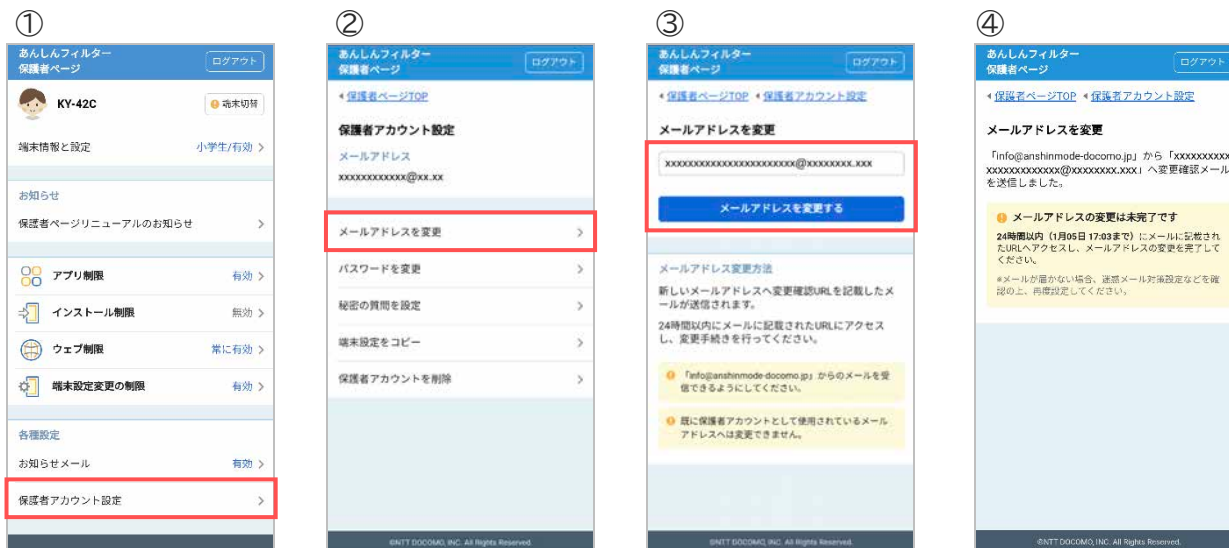 ①
あんしんフィルター
保護者ページ
ログアウト
KY-42C
端末切替
端末情報と設定
小学生/有効
お知らせ
保護者ページリニューアルのお知らせ
アプリ制限
有効
インストール制限
無効
ウェブ制限
常に有効
端末設定変更の制限
有効
各種設定
お知らせメール
有効
保護者アカウント設定
②
あんしんフィルター
保護者ページ
ログアウト
保護者ページTOP
保護者アカウント設定
メールアドレス
xxxxxxxxxxxx@xx.xx
メールアドレスを変更
パスワードを変更
秘密の質問を設定
端末設定をコピー
保護者アカウントを削除
©NTT DOCOMO, INC. All Rights Reserved.
③
あんしんフィルター
保護者ページ
ログアウト
保護者ページTOP 保護者アカウント設定
メールアドレスを変更
xxxxxxxxxxxxxxxxxxxxxxx@xxxxxxxx.xxx
メールアドレスを変更する
メールアドレス変更方法
新しいメールアドレスへ変更確認URLを記載したメ
ールが送信されます。
24時間以内にメールに記載されたURLにアクセス
し、変更手続きを行ってください。
「info@anshinmode-docomo.jp」からのメールを受
信できるようにしてください。
既に保護者アカウントとして使用されているメール
アドレスへは変更できません。
©NTT DOCOMO, INC. All Rights Reserved.
④
あんしんフィルター
保護者ページ
ログアウト
保護者ページTOP 保護者アカウント設定
メールアドレスを変更
「info@anshinmode-docomo.jp」から「xxxxxxxxxx
xxxxxxxxxxxxx@xxxxxxxx.xxx」へ変更確認メール
を送信しました。
メールアドレスの変更は未完了です
24時間以内（1月05日 17:03まで）にメールに記載され
たURLへアクセスし、メールアドレスの変更を完了して
ください。
※メールが届かない場合、迷惑メール対策設定などを確
認の上、再度設定してください。
©NTT DOCOMO, INC. All Rights Reserved.